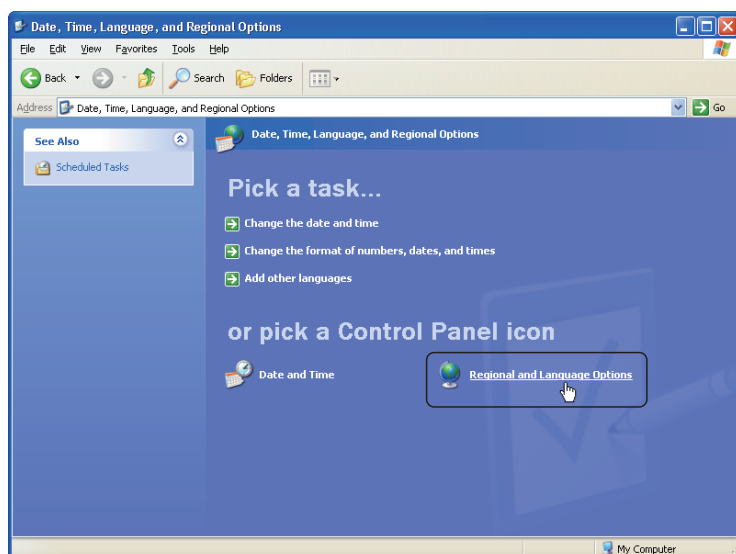 Date, Time, Language, and Regional Options
File Edit View Favorites Tools Help
Back Search Folders
Address Date, Time, Language, and Regional Options Go
See Also
Scheduled Tasks
Date, Time, Language, and Regional Options
Pick a task...
Change the date and time
Change the format of numbers, dates, and times
Add other languages
or pick a Control Panel icon
Date and Time
Regional and Language Options
My Computer